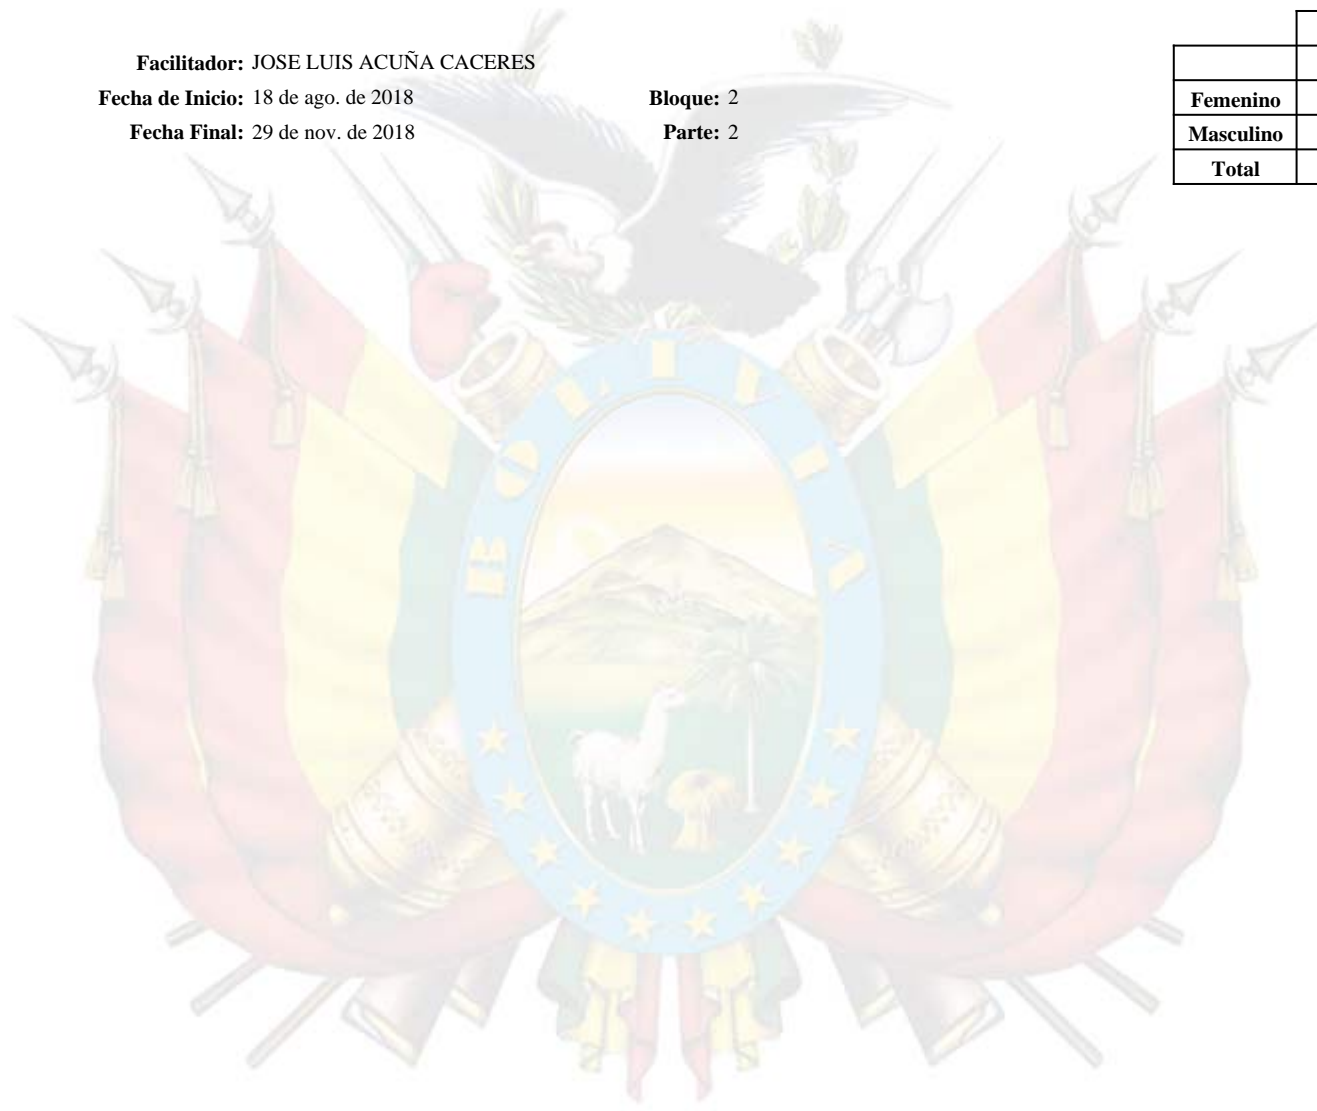 Facilitador: JOSE LUIS ACUÑA CACERES
Fecha de Inicio: 18 de ago. de 2018 Bloque: 2
Fecha Final: 29 de nov. de 2018 Parte: 2
Femenino
Masculino
Total
BOLIVIA